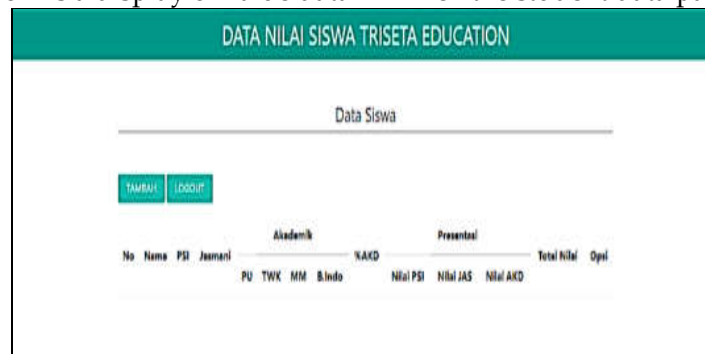 DATA NILAI SISWA TRISETA EDUCATION
Data Siswa
TAMBAH LOGOUT
Akademik Presentasi
No Nama PSI Jasmani %AKD Total Nilai Opsi
PU TWK MM B.Indo Nilai PSI Nilai JAS Nilai AKD